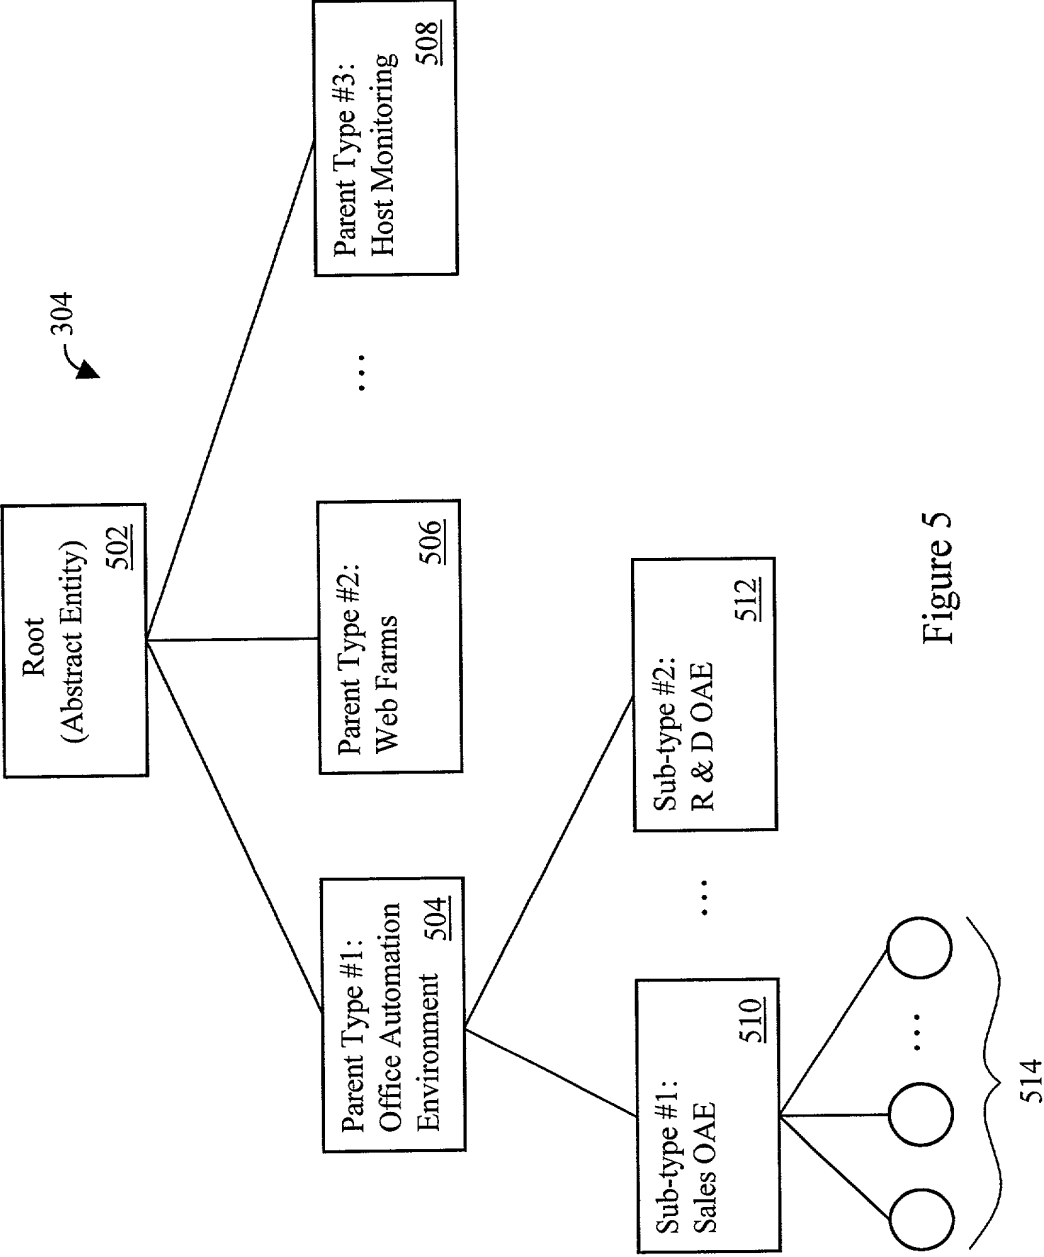 304
Root
(Abstract Entity)
502
Parent Type #1:
Office Automation
Environment
504
Parent Type #2:
Web Farms
506
...
Parent Type #3:
Host Monitoring
508
Sub-type #1:
Sales OAE
510
...
Sub-type #2:
R & D OAE
512
...
514
Figure 5